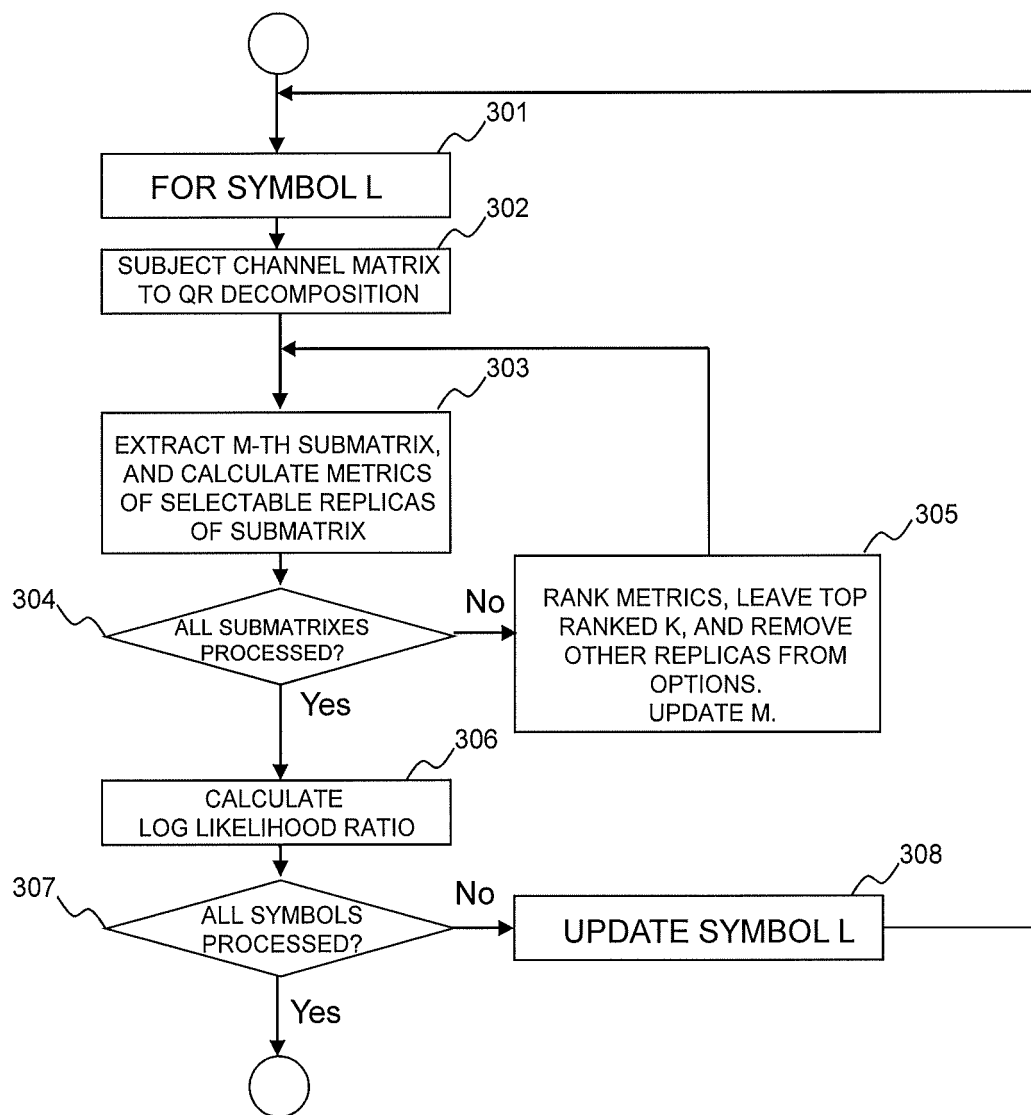 301
FOR SYMBOL L
302
SUBJECT CHANNEL MATRIX
TO QR DECOMPOSITION
303
EXTRACT M-TH SUBMATRIX,
AND CALCULATE METRICS
OF SELECTABLE REPLICAS
OF SUBMATRIX
304
ALL SUBMATRIXES
PROCESSED?
No
Yes
305
RANK METRICS, LEAVE TOP
RANKED K, AND REMOVE
OTHER REPLICAS FROM
OPTIONS.
UPDATE M.
306
CALCULATE
LOG LIKELIHOOD RATIO
307
ALL SYMBOLS
PROCESSED?
No
Yes
308
UPDATE SYMBOL L